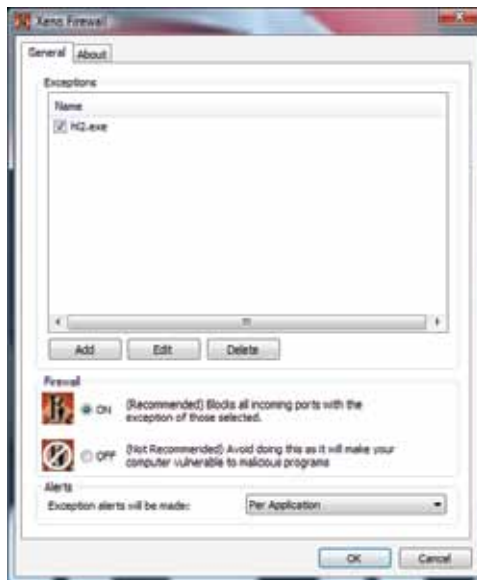 Xeno Firewall
General About
Exceptions
Name
Hl2.exe
Add Edit Delete
Firewall
ON (Recommended) Blocks all incoming ports with the
exception of those selected.
OFF (Not Recommended) Avoid doing this as it will make your
computer vulnerable to malicious programs
Alerts
Exception alerts will be made: Per Application
OK Cancel